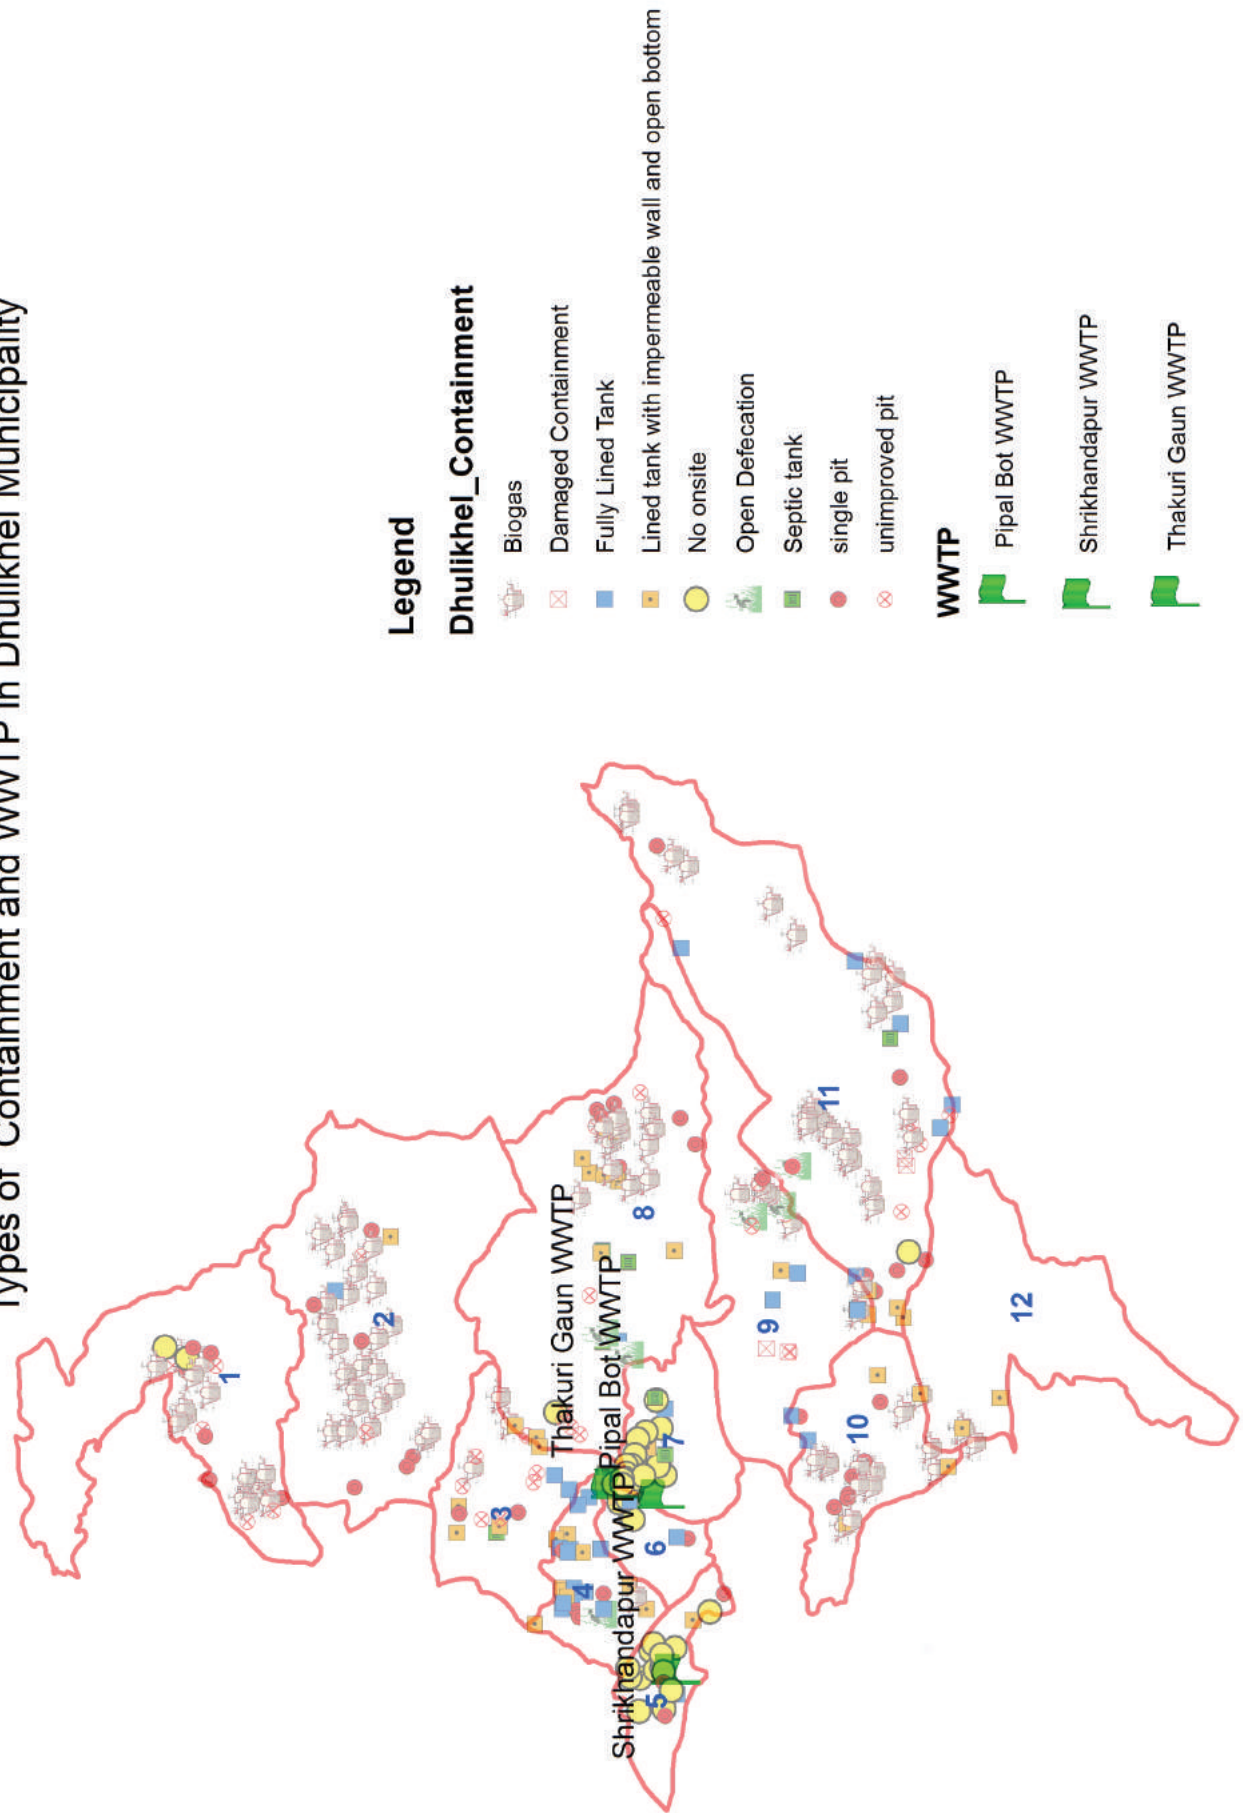 Types of Containment and WWTP in Dhulikhel Municipality
Legend
Dhulikhel_Containment
Biogas
Damaged Containment
Fully Lined Tank
Lined tank with impermeable wall and open bottom
No onsite
Open Defecation
Septic tank
single pit
unimproved pit
WWTP
Pipal Bot WWTP
Shrikhandapur WWTP
Thakuri Gaun WWTP
1
2
3
4
Thakuri Gaun WWTP
8
Pipal Bot WWTP
Shrikhandapur WWTP
5
6
7
9
11
10
12